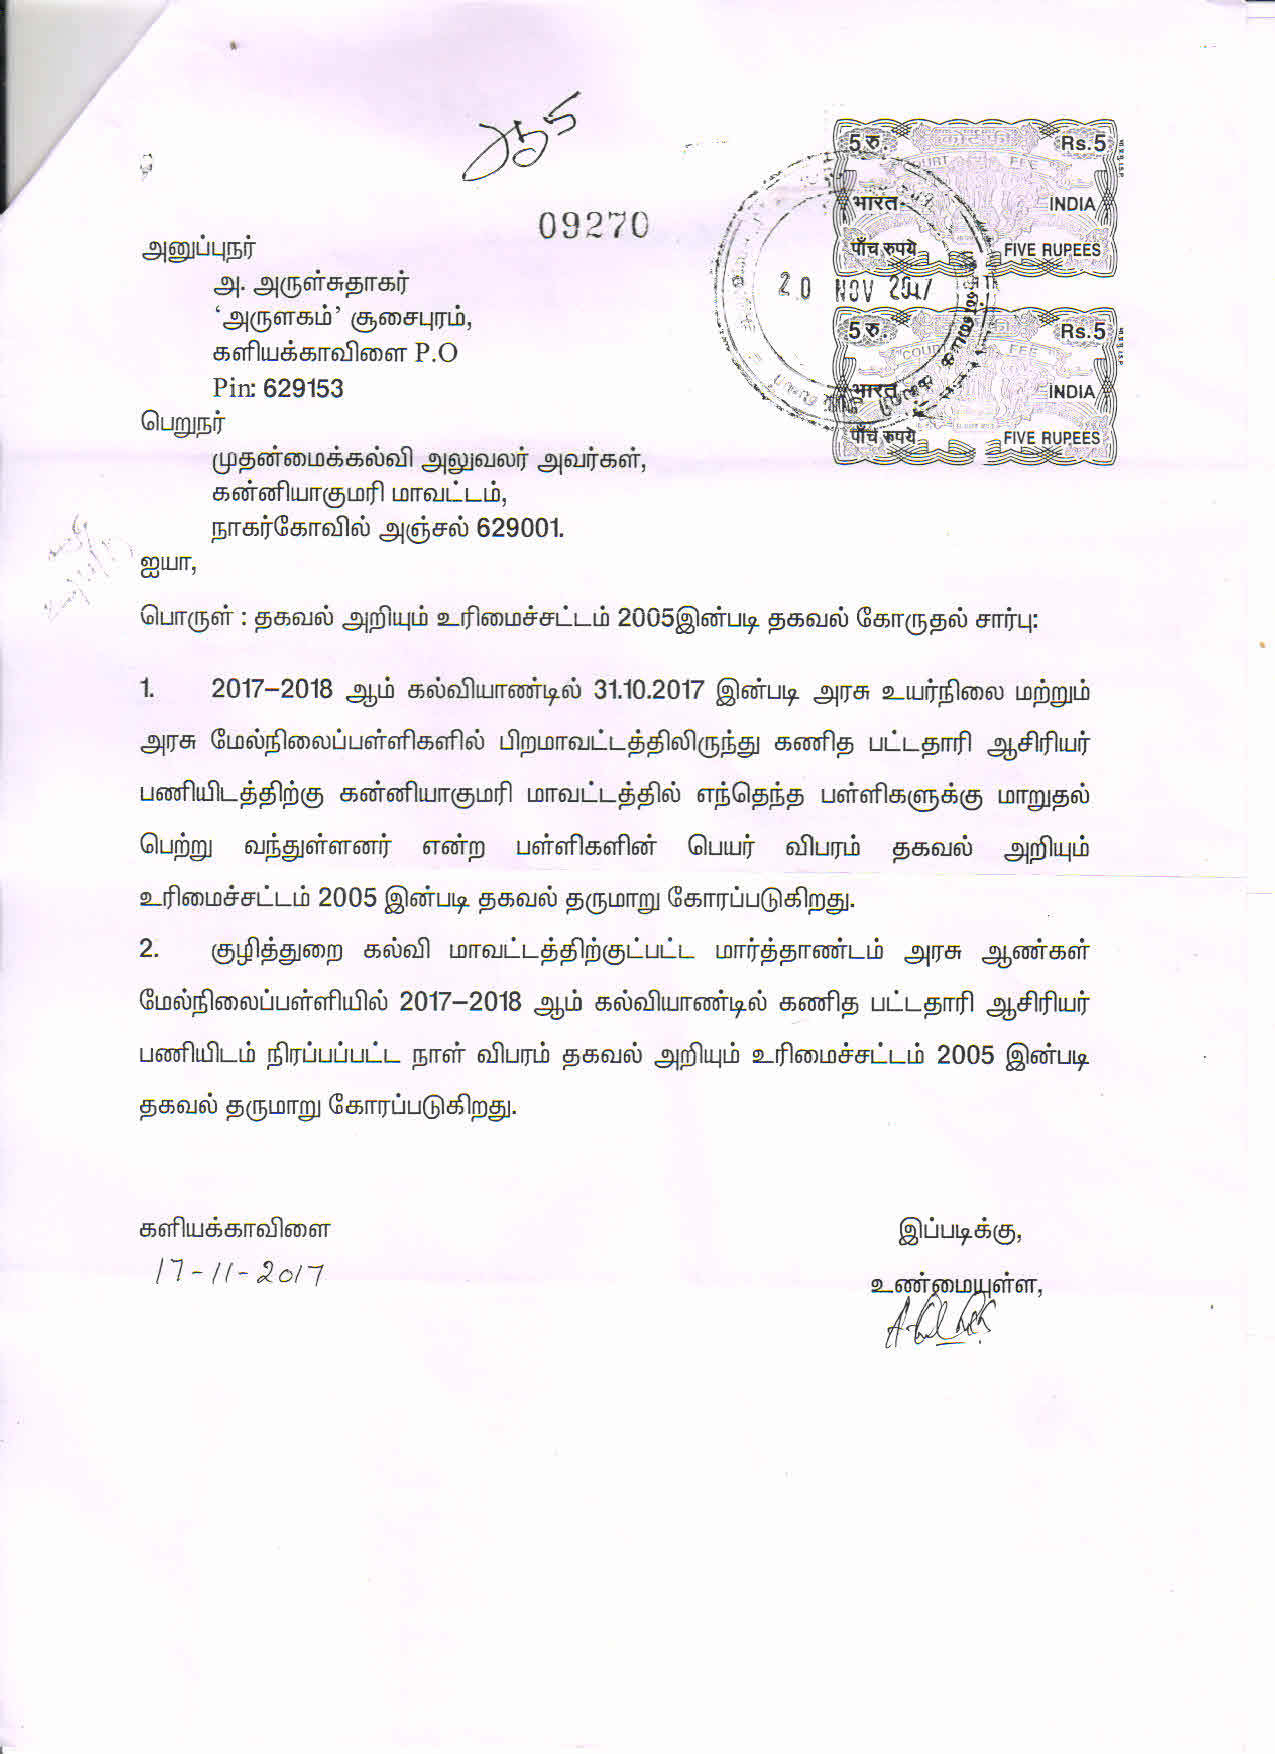 5 रु. कोर्ट फी Rs.5
COURT FEE
भारत INDIA
पाँच रुपये FIVE RUPEES
09270
20 NOV 2017
5 रु. Rs.5
COURT FEE
भारत INDIA
पाँच रुपये FIVE RUPEES
அனுப்புநர்
அ. அருள்சுதாகர்
‘அருளகம்’ சூசைபுரம்,
களியக்காவிளை P.O
Pin: 629153
பெறுநர்
முதன்மைக்கல்வி அலுவலர் அவர்கள்,
கன்னியாகுமரி மாவட்டம்,
நாகர்கோவில் அஞ்சல் 629001.
ஐயா,
பொருள் : தகவல் அறியும் உரிமைச்சட்டம் 2005இன்படி தகவல் கோருதல் சார்பு:
1. 2017–2018 ஆம் கல்வியாண்டில் 31.10.2017 இன்படி அரசு உயர்நிலை மற்றும்
அரசு மேல்நிலைப்பள்ளிகளில் பிறமாவட்டத்திலிருந்து கணித பட்டதாரி ஆசிரியர்
பணியிடத்திற்கு கன்னியாகுமரி மாவட்டத்தில் எந்தெந்த பள்ளிகளுக்கு மாறுதல்
பெற்று வந்துள்ளனர் என்ற பள்ளிகளின் பெயர் விபரம் தகவல் அறியும்
உரிமைச்சட்டம் 2005 இன்படி தகவல் தருமாறு கோரப்படுகிறது.
2. குழித்துறை கல்வி மாவட்டத்திற்குட்பட்ட மார்த்தாண்டம் அரசு ஆண்கள்
மேல்நிலைப்பள்ளியில் 2017–2018 ஆம் கல்வியாண்டில் கணித பட்டதாரி ஆசிரியர்
பணியிடம் நிரப்பப்பட்ட நாள் விபரம் தகவல் அறியும் உரிமைச்சட்டம் 2005 இன்படி
தகவல் தருமாறு கோரப்படுகிறது.
களியக்காவிளை இப்படிக்கு,
17-11-2017
உண்மையுள்ள,